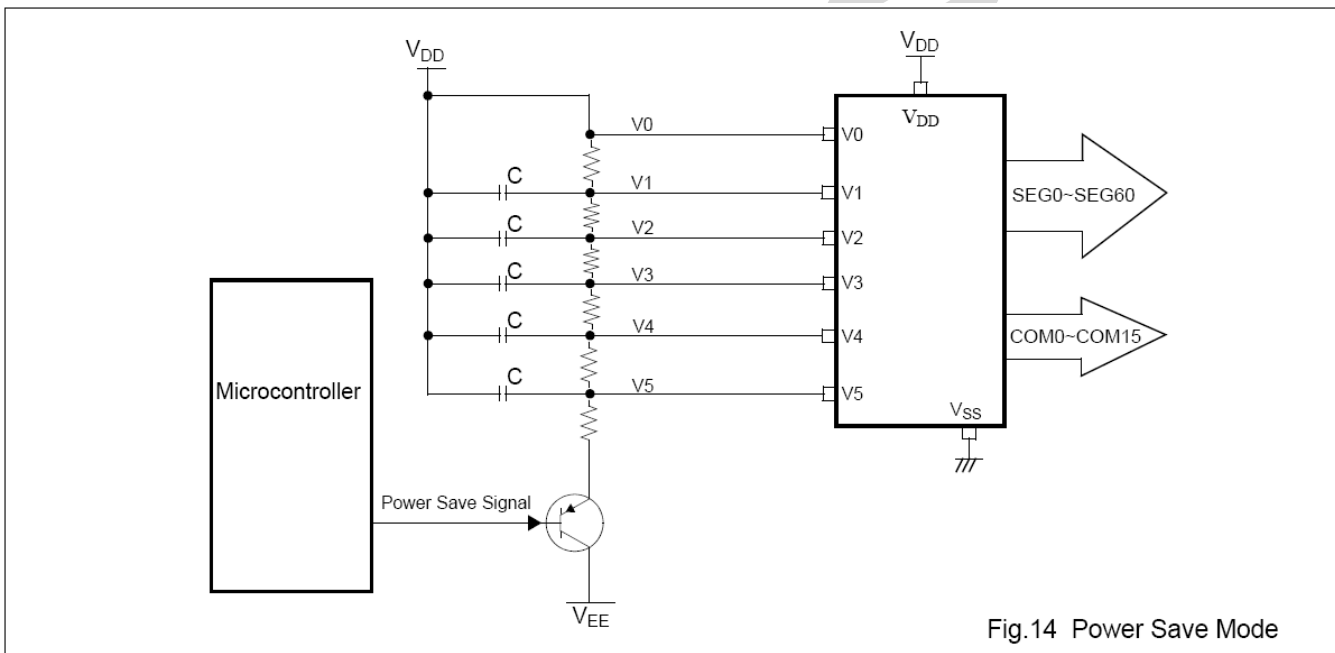 VDD
VDD
VDD
V0
V0
C
V1
V1
SEG0~SEG60
C
V2
V2
C
V3
V3
C
V4
V4
COM0~COM15
Microcontroller
C
V5
V5
VSS
Power Save Signal
VEE
Fig.14 Power Save Mode